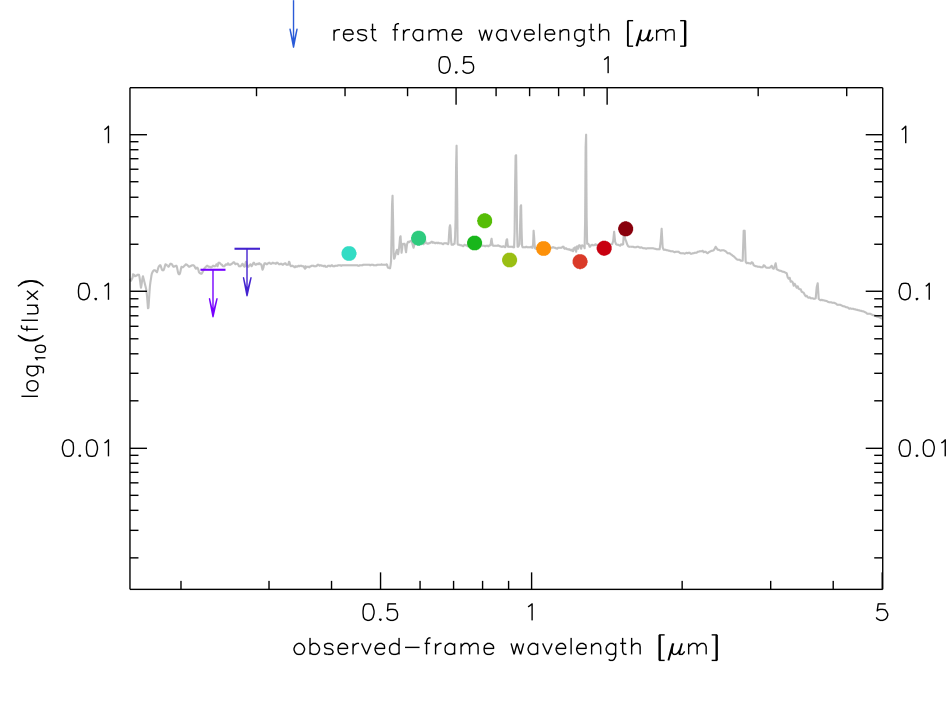 rest frame wavelength [μm]
0.5 1
1 1
0.1 0.1
0.01 0.01
log10(flux)
0.5 1 5
observed-frame wavelength [μm]